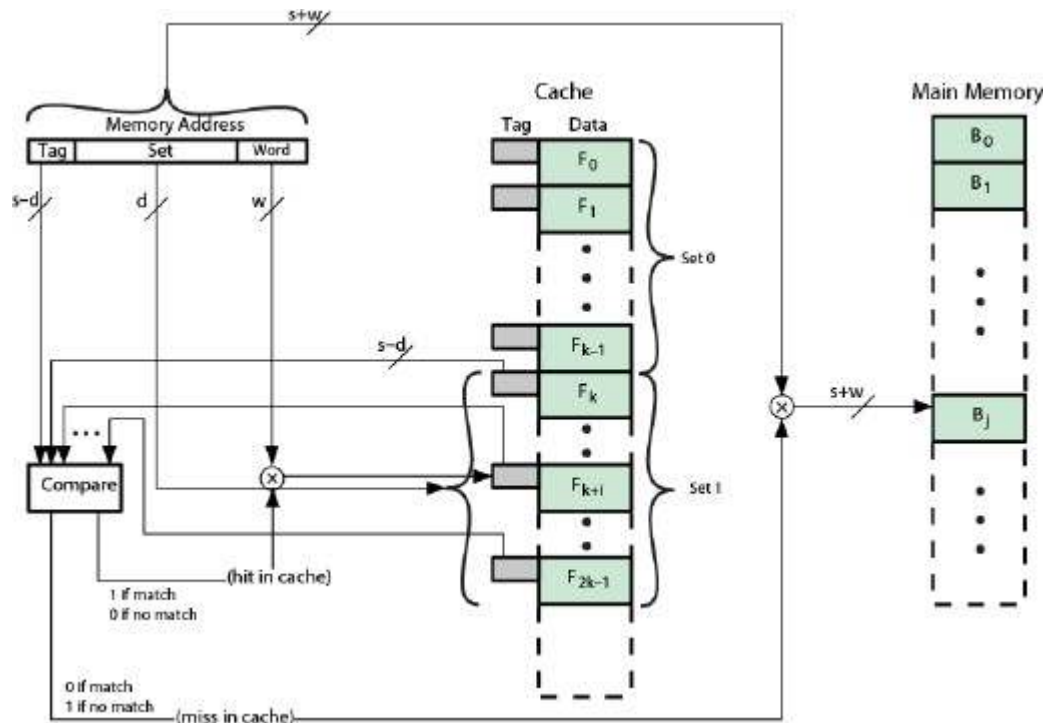 s+w
Cache
Main Memory
Memory Address
Tag Data
Tag Set Word
F0
B0
s−d d w
F1
B1
Set 0
s−d
Fk−1
Fk
s+w
Bj
Compare
Fk+i
Set 1
(hit in cache)
F2k−1
1 if match
0 if no match
0 if match
1 if no match
(miss in cache)